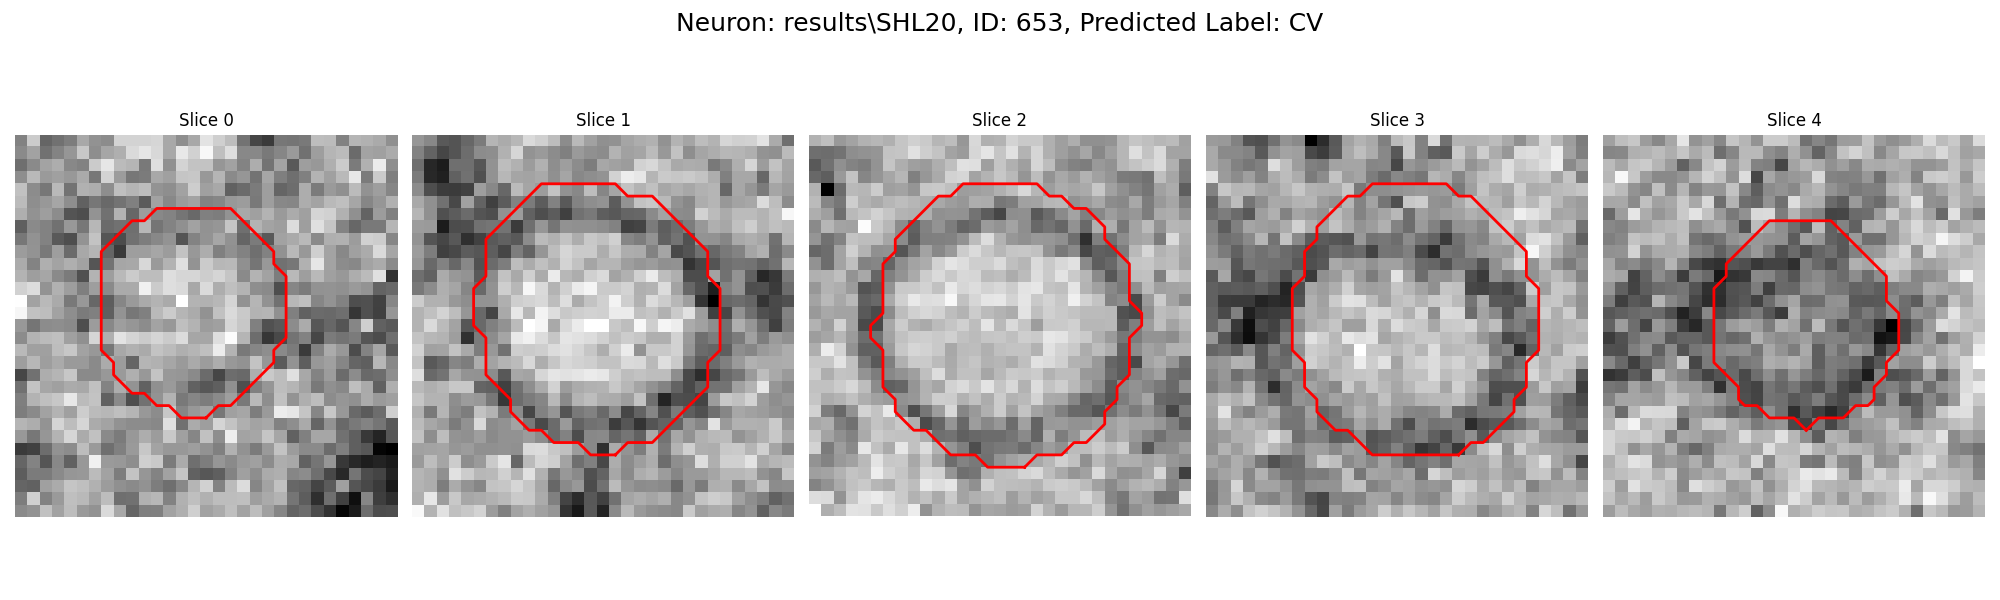 Neuron: results\SHL20, ID: 653, Predicted Label: CV
Slice 0
Slice 1
Slice 2
Slice 3
Slice 4